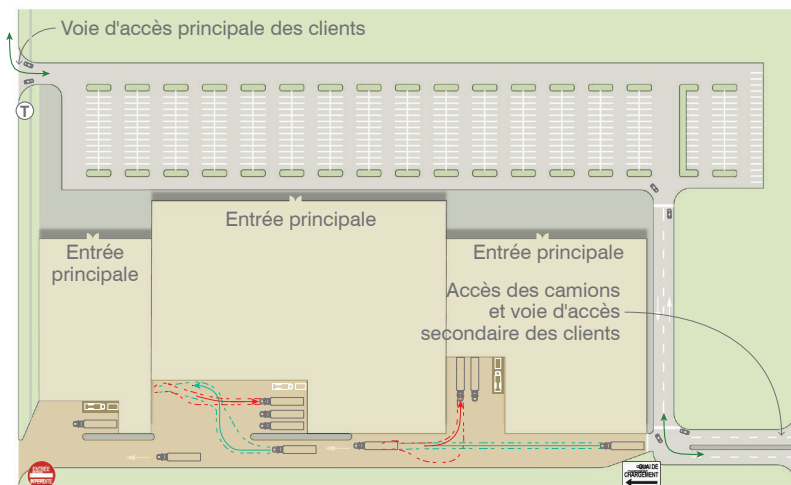 Voie d'accès principale des clients
T
Entrée principale
Entrée
principale
Entrée principale
Accès des camions
et voie d'accès
secondaire des clients
ENTRÉE
INTERDITE
QUAI DE
CHARGEMENT